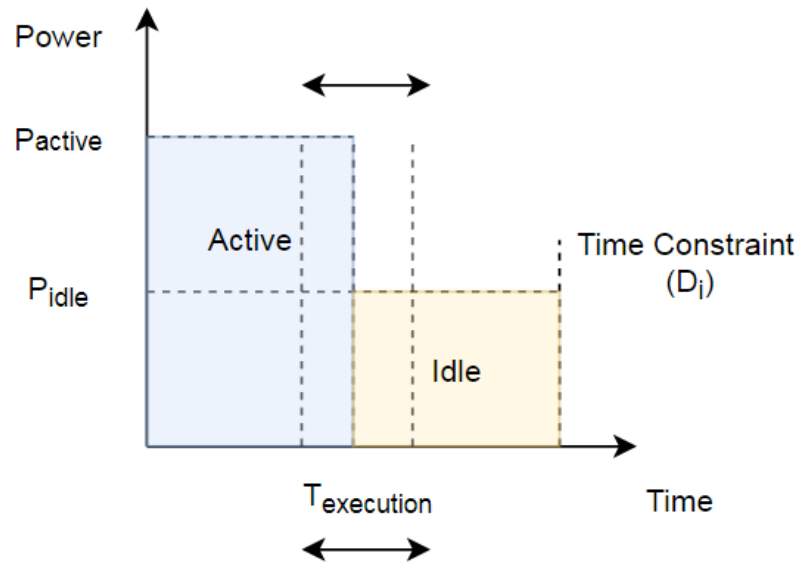 Power
Pactive
Active
Time Constraint
(Di)
Pidle
Idle
Texecution
Time